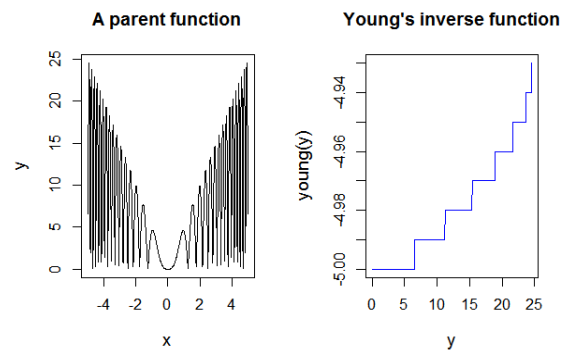 A parent function
y
25
20
15
10
5
0
-4 -2 0 2 4
x
Young's inverse function
young(y)
-4.94
-4.96
-4.98
-5.00
0 5 10 15 20 25
y